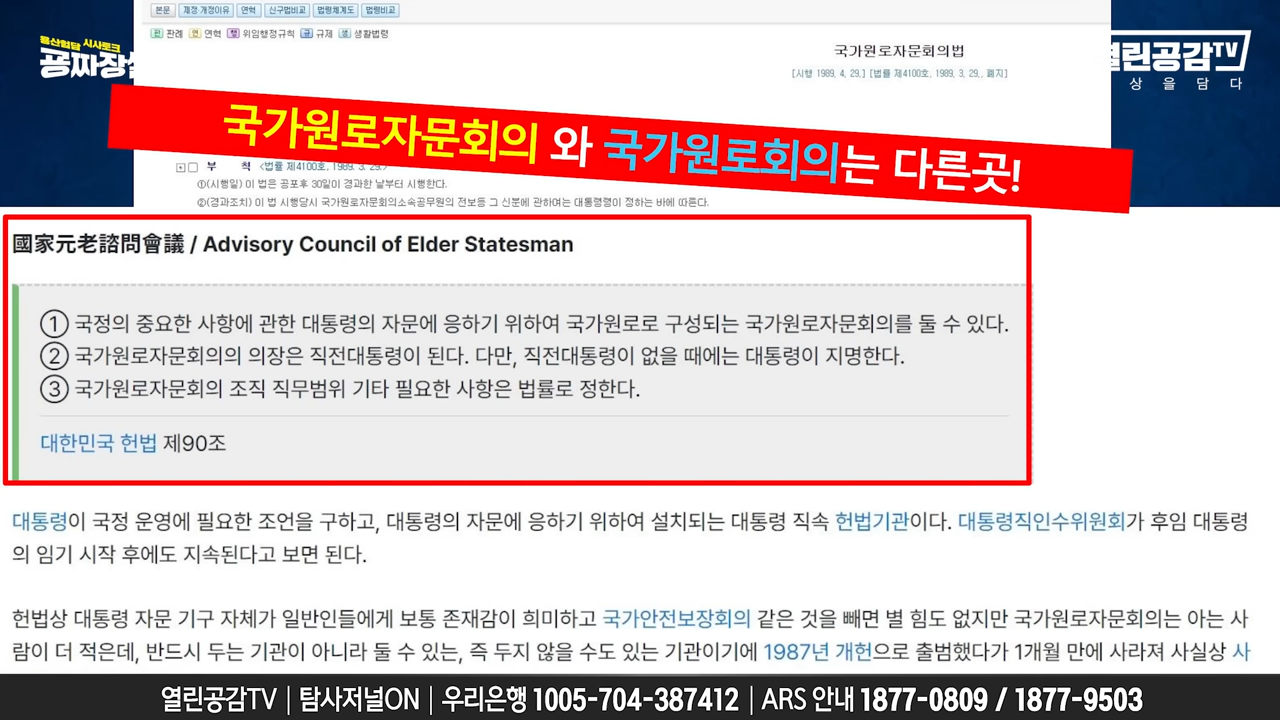 본문 제정·개정이유 연혁 신구법비교 법령체계도 법령비교
판 판례 연 연혁 행 위임행정규칙 규 규제 생 생활법령
국가원로자문회의법
[시행 1989. 4. 29.] [법률 제4100호, 1989. 3. 29., 폐지]
용산협담 시사토크
열린공감TV
상을담다
국가원로자문회의 와 국가원로회의는 다른곳!
부 칙 <법률 제4100호, 1989. 3. 29.>
①(시행일) 이 법은 공포후 30일이 경과한 날부터 시행한다.
②(경과조치) 이 법 시행당시 국가원로자문회의소속공무원의 전보등 그 신분에 관하여는 대통령령이 정하는 바에 따른다.
國家元老諮問會議 / Advisory Council of Elder Statesman
① 국정의 중요한 사항에 관한 대통령의 자문에 응하기 위하여 국가원로로 구성되는 국가원로자문회의를 둘 수 있다.
② 국가원로자문회의의 의장은 직전대통령이 된다. 다만, 직전대통령이 없을 때에는 대통령이 지명한다.
③ 국가원로자문회의의 조직 직무범위 기타 필요한 사항은 법률로 정한다.
대한민국 헌법 제90조
대통령이 국정 운영에 필요한 조언을 구하고, 대통령의 자문에 응하기 위하여 설치되는 대통령 직속 헌법기관이다. 대통령직인수위원회가 후임 대통령
의 임기 시작 후에도 지속된다고 보면 된다.
헌법상 대통령 자문 기구 자체가 일반인들에게 보통 존재감이 희미하고 국가안전보장회의 같은 것을 빼면 별 힘도 없지만 국가원로자문회의는 아는 사
람이 더 적은데, 반드시 두는 기관이 아니라 둘 수 있는, 즉 두지 않을 수도 있는 기관이기에 1987년 개헌으로 출범했다가 1개월 만에 사라져 사실상 사
열린공감TV | 탐사저널ON | 우리은행 1005-704-387412 | ARS 안내 1877-0809 / 1877-9503